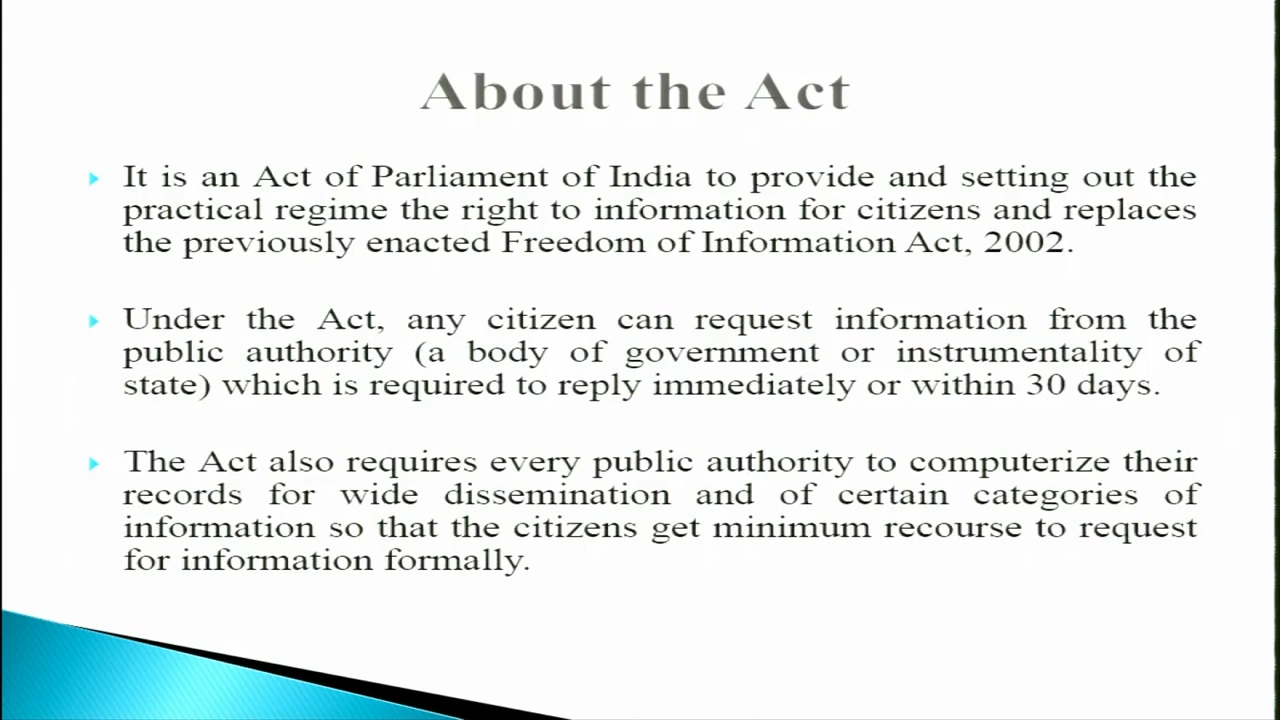 About the Act
It is an Act of Parliament of India to provide and setting out the
practical regime the right to information for citizens and replaces
the previously enacted Freedom of Information Act, 2002.
Under the Act, any citizen can request information from the
public authority (a body of government or instrumentality of
state) which is required to reply immediately or within 30 days.
The Act also requires every public authority to computerize their
records for wide dissemination and of certain categories of
information so that the citizens get minimum recourse to request
for information formally.